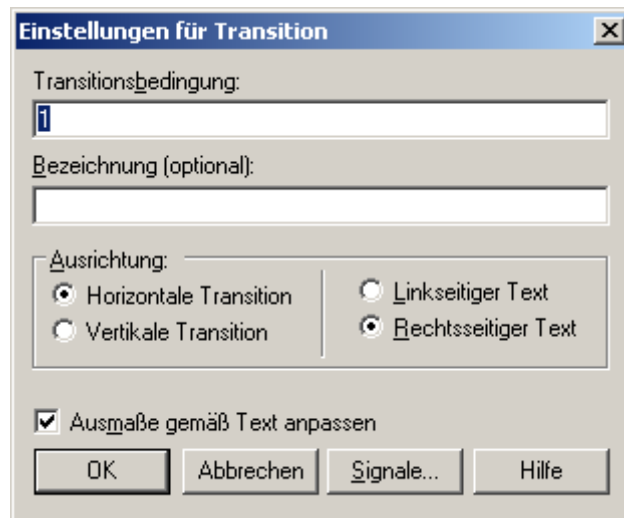 Einstellungen für Transition
Transitionsbedingung:
1
Bezeichnung (optional):
Ausrichtung:
Horizontale Transition
Linkseitiger Text
Vertikale Transition
Rechtsseitiger Text
Ausmaße gemäß Text anpassen
OK Abbrechen Signale... Hilfe